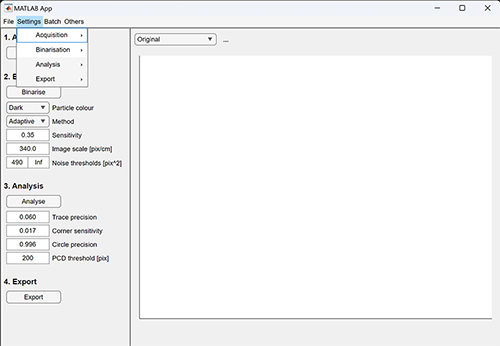 MATLAB App
File Settings Batch Others
Acquisition
Binarisation
Analysis
Export
1. A
2. B
Binarise
Dark Particle colour
Adaptive Method
0.35 Sensitivity
340.0 Image scale [pix/cm]
490 Inf Noise thresholds [pix^2]
3. Analysis
Analyse
0.060 Trace precision
0.017 Corner sensitivity
0.996 Circle precision
200 PCD threshold [pix]
4. Export
Export
Original ...